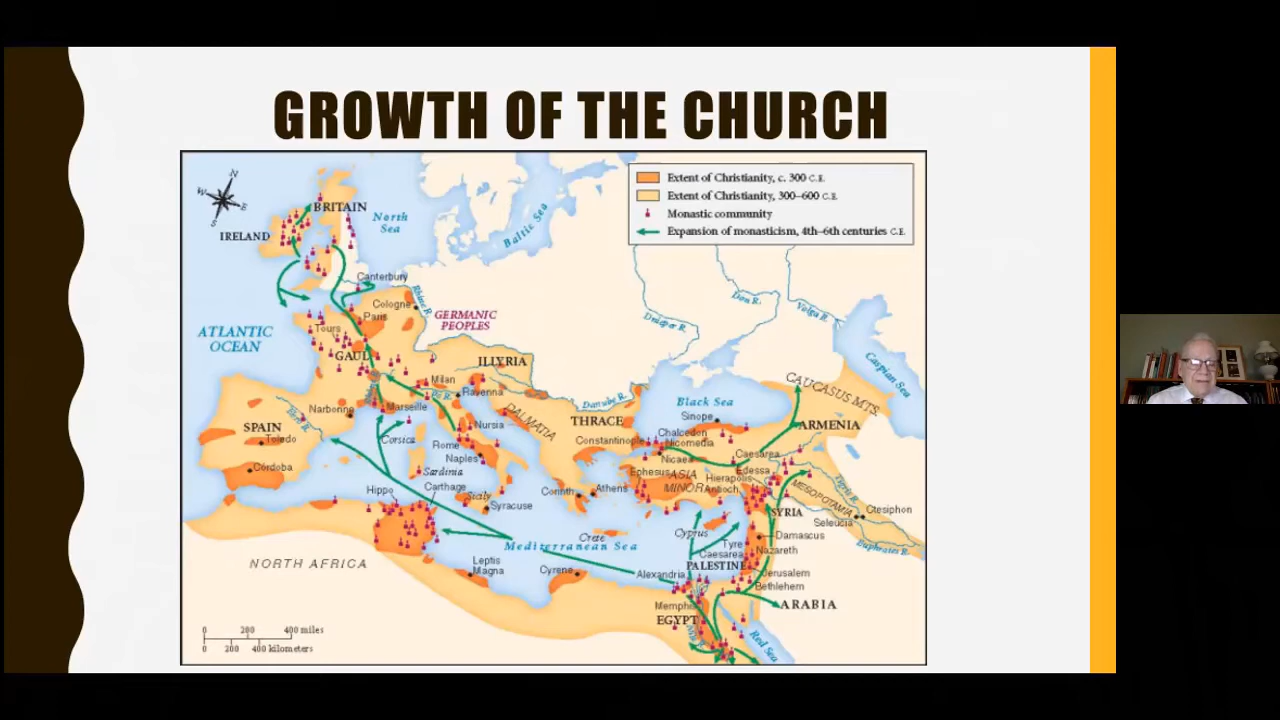 GROWTH OF THE CHURCH
Extent of Christianity, c. 300 C.E.
Extent of Christianity, 300–600 C.E.
Monastic community
Expansion of monasticism, 4th–6th centuries C.E.
N
W
E
S
BRITAIN
North
Sea
IRELAND
Baltic Sea
Canterbury
Cologne
Rhine R.
Paris
GERMANIC
PEOPLES
Dnieper R.
Don R.
Volga R.
ATLANTIC
OCEAN
Tours
GAUL
ILLYRIA
Caspian Sea
Milan
Po R.
Ravenna
Danube R.
Black Sea
CAUCASUS MTS.
Narbonne
Marseille
DALMATIA
Sinope
SPAIN
Toledo
Corsica
Nursia
THRACE
ARMENIA
Rome
Constantinople
Chalcedon
Nicomedia
Naples
Nicaea
Caesarea
Córdoba
Sardinia
Ephesus
ASIA
MINOR
Hierapolis
Edessa
Antioch
Tigris R.
MESOPOTAMIA
Hippo
Carthage
Sicily
Syracuse
Corinth
Athens
SYRIA
Ctesiphon
Seleucia
Crete
Cyprus
Damascus
Mediterranean Sea
Tyre
Caesarea
Nazareth
Euphrates R.
NORTH AFRICA
Leptis
Magna
Cyrene
Alexandria
PALESTINE
Jerusalem
Bethlehem
Memphis
ARABIA
EGYPT
Red Sea
0 200 400 miles
0 200 400 kilometers